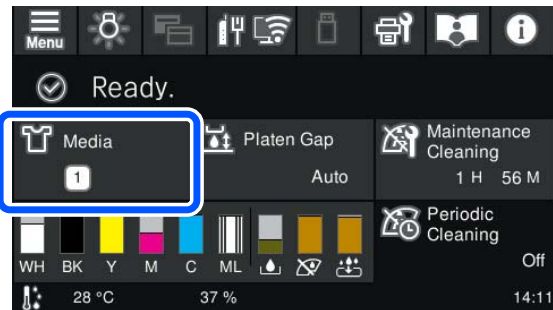 Menu
Ready.
Media
1
Platen Gap
Auto
Maintenance
Cleaning
1 H 56 M
WH BK Y M C ML
Periodic
Cleaning
Off
28 °C 37 % 14:11